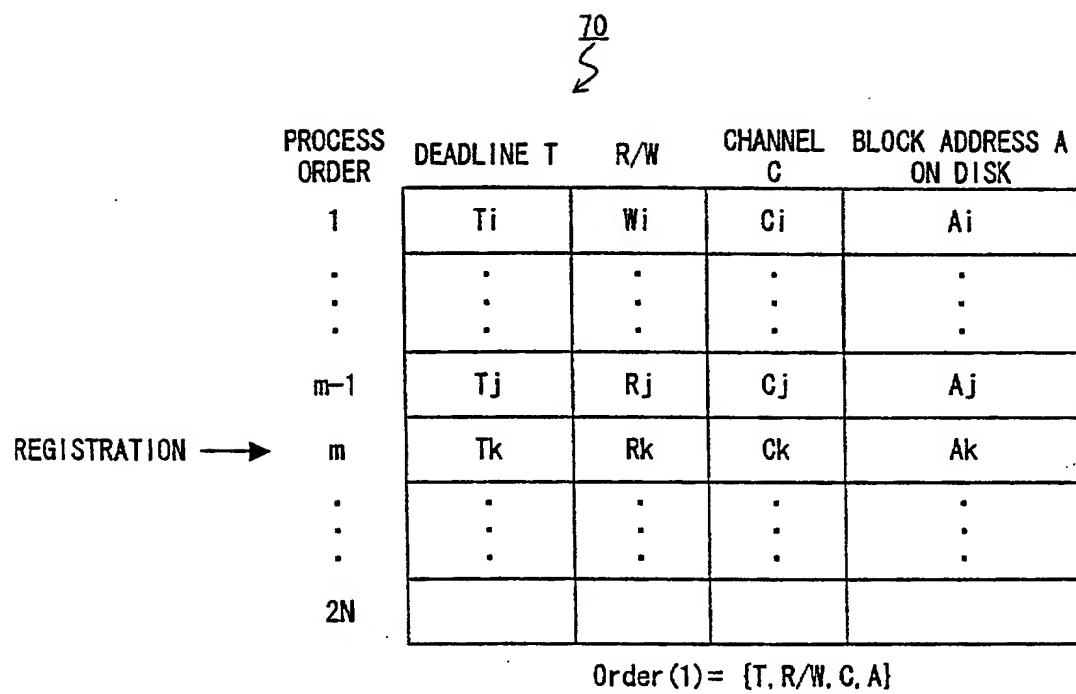 70
PROCESS ORDER DEADLINE T R/W CHANNEL C BLOCK ADDRESS A ON DISK
1 Ti Wi Ci Ai
. . . . .
. . . . .
. . . . .
m-1 Tj Rj Cj Aj
REGISTRATION → m Tk Rk Ck Ak
. . . . .
. . . . .
. . . . .
2N
Order(1)= {T, R/W, C, A}